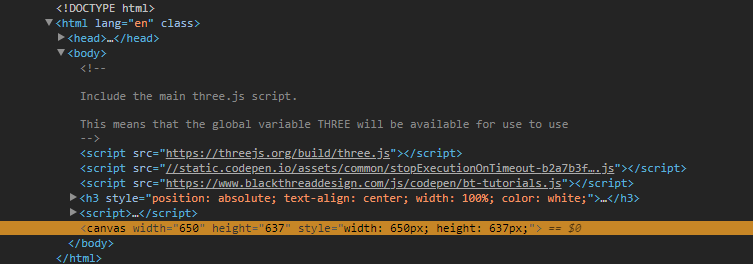 <!DOCTYPE html>
▼<html lang="en" class>
▶<head>…</head>
▼<body>
<!--
Include the main three.js script.
This means that the global variable THREE will be available for use to use
-->
<script src="https://threejs.org/build/three.js"></script>
<script src="//static.codepen.io/assets/common/stopExecutionOnTimeout-b2a7b3f….js"></script>
<script src="https://www.blackthreaddesign.com/js/codepen/bt-tutorials.js"></script>
▶<h3 style="position: absolute; text-align: center; width: 100%; color: white;">…</h3>
▶<script>…</script>
<canvas width="650" height="637" style="width: 650px; height: 637px;"> == $0
</body>
</html>